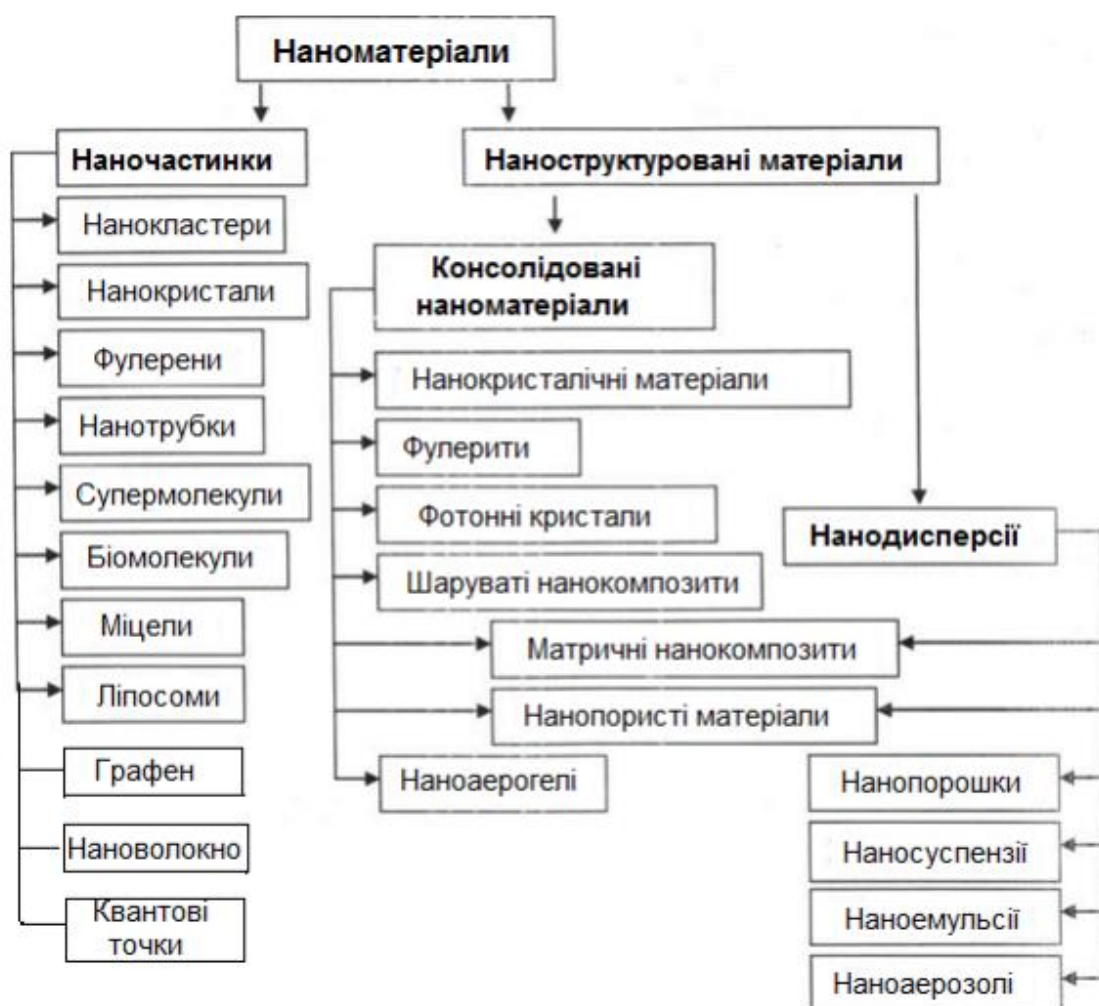 Наноматеріали
Наночастинки
Наноструктуровані матеріали
Нанокластери
Нанокристали
Фулерени
Нанотрубки
Супермолекули
Біомолекули
Міцели
Ліпосоми
Графен
Нановолокно
Квантові
точки
Консолідовані
наноматеріали
Нанокристалічні матеріали
Фулерити
Фотонні кристали
Шаруваті нанокомпозити
Матричні нанокомпозити
Нанопористі матеріали
Наноаерогелі
Нанодисперсії
Нанопорошки
Наносуспензії
Наноемульсії
Наноаерозолі